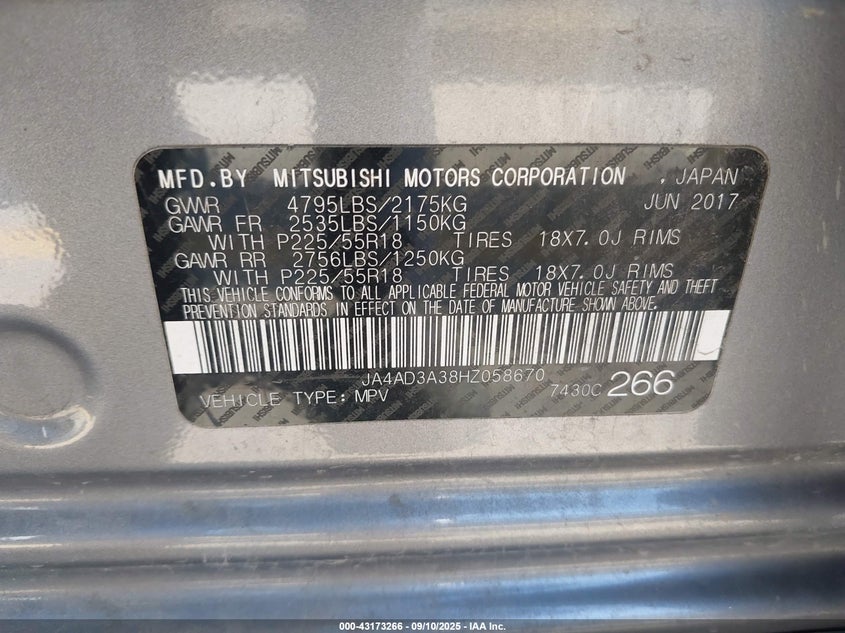 MFD.BY MITSUBISHI MOTORS CORPORATION , JAPAN
GVWR 4795LBS/2175KG JUN 2017
GAWR FR 2535LBS/1150KG
WITH P225/55R18 TIRES 18X7.0J RIMS
GAWR RR 2756LBS/1250KG
WITH P225/55R18 TIRES 18X7.0J RIMS
THIS VEHICLE CONFORMS TO ALL APPLICABLE FEDERAL MOTOR VEHICLE SAFETY AND THEFT
PREVENTION STANDARDS IN EFFECT ON THE DATE OF MANUFACTURE SHOWN ABOVE.
JA4AD3A38HZ058670
VEHICLE TYPE: MPV 7430C 266
000-43173266 - 09/10/2025 - IAA Inc.